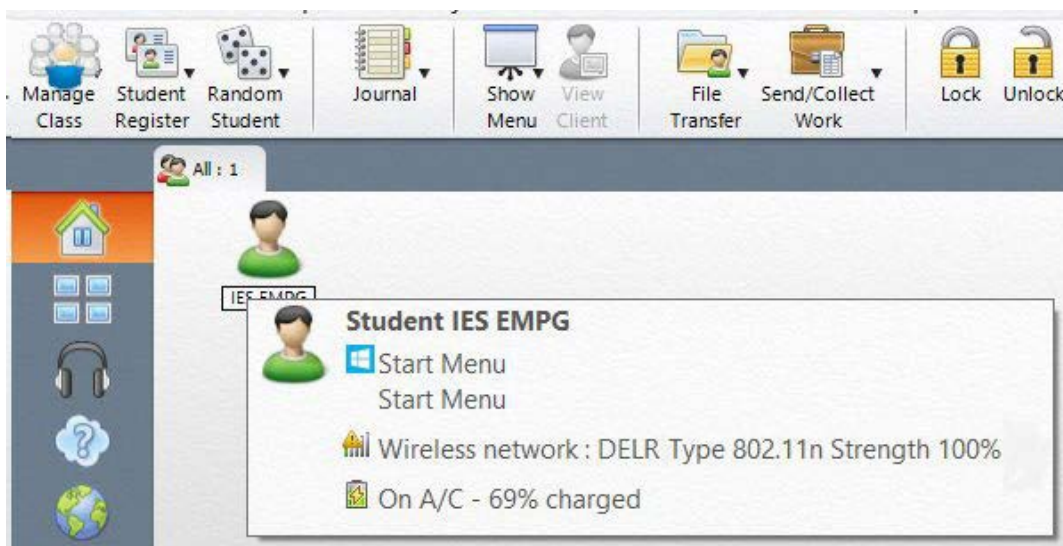 Manage Class
Student Register
Random Student
Journal
Show Menu
View Client
File Transfer
Send/Collect Work
Lock
Unlock
All : 1
IES EMPG
Student IES EMPG
Start Menu
Start Menu
Wireless network : DELR Type 802.11n Strength 100%
On A/C - 69% charged